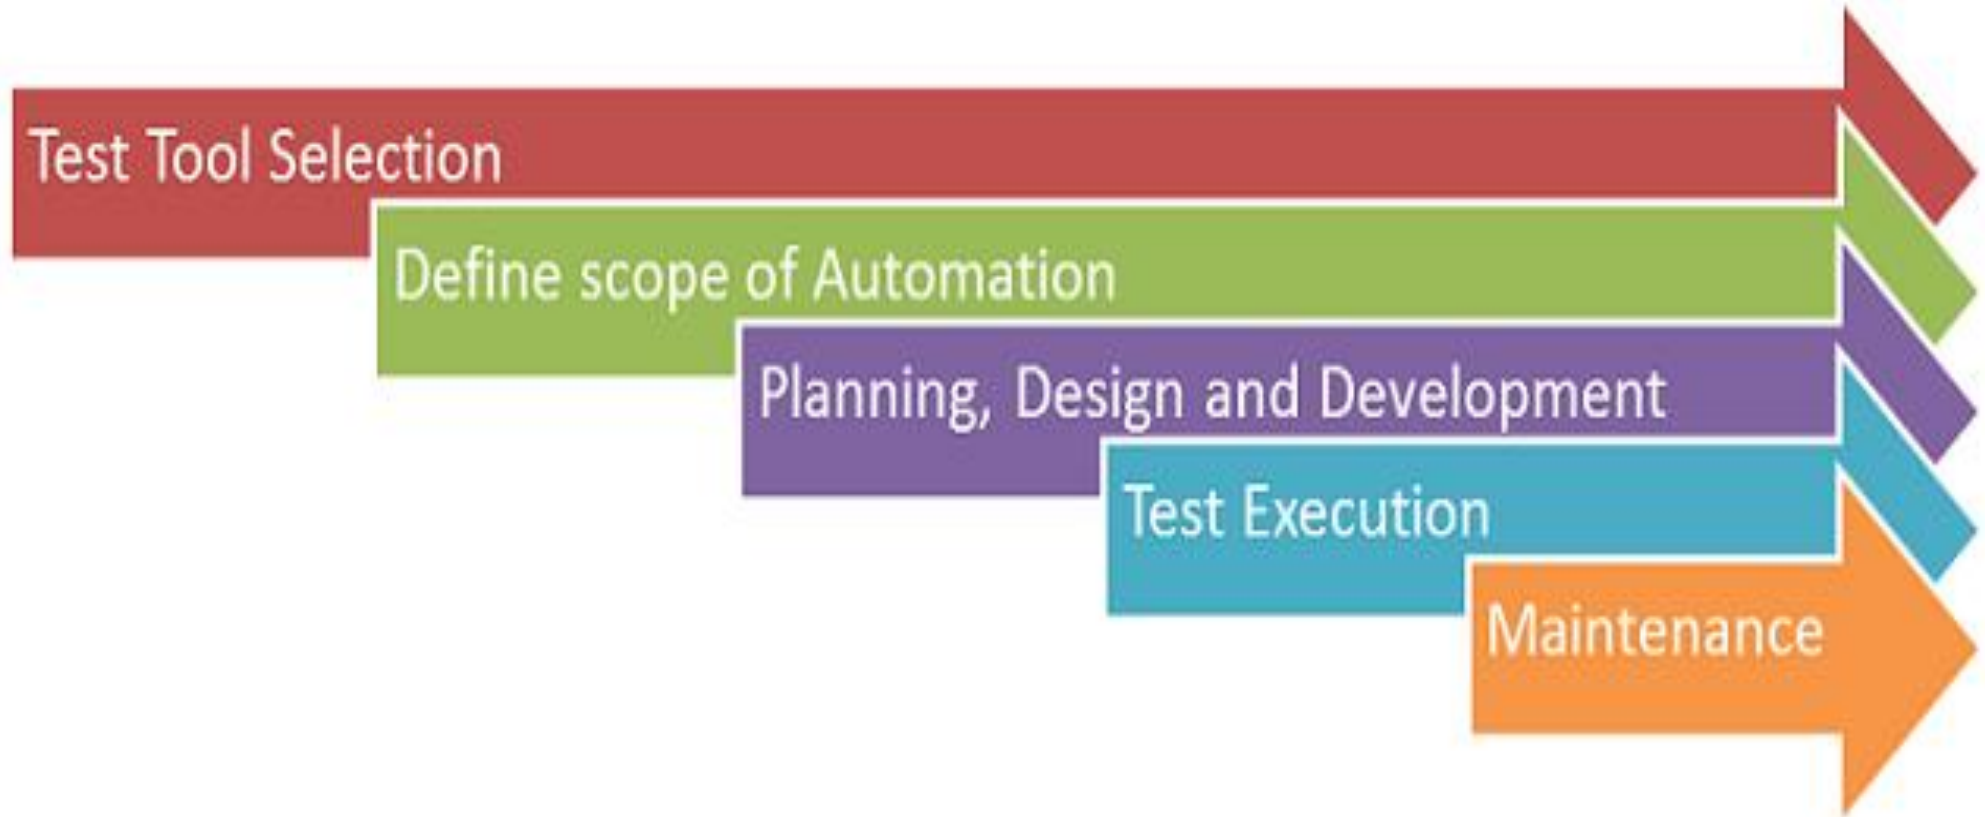 Test Tool Selection
Define scope of Automation
Planning, Design and Development
Test Execution
Maintenance